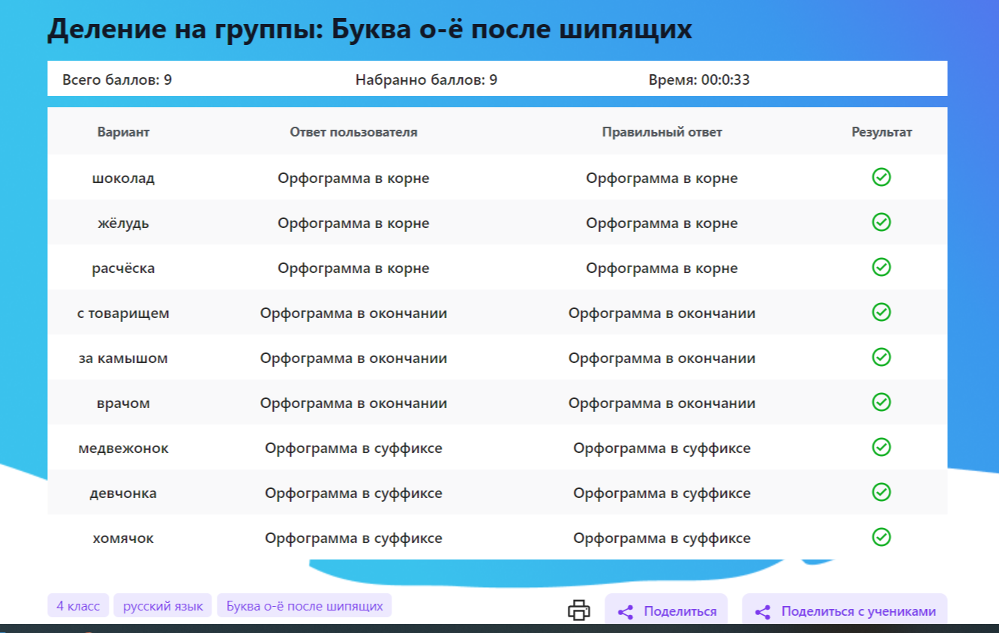 Деление на группы: Буква о-ё после шипящих
Всего баллов: 9 Набранно баллов: 9 Время: 00:0:33
Вариант Ответ пользователя Правильный ответ Результат
шоколад Орфограмма в корне Орфограмма в корне
жёлудь Орфограмма в корне Орфограмма в корне
расчёска Орфограмма в корне Орфограмма в корне
с товарищем Орфограмма в окончании Орфограмма в окончании
за камышом Орфограмма в окончании Орфограмма в окончании
врачом Орфограмма в окончании Орфограмма в окончании
медвежонок Орфограмма в суффиксе Орфограмма в суффиксе
девчонка Орфограмма в суффиксе Орфограмма в суффиксе
хомячок Орфограмма в суффиксе Орфограмма в суффиксе
4 класс русский язык Буква о-ё после шипящих Поделиться Поделиться с учениками